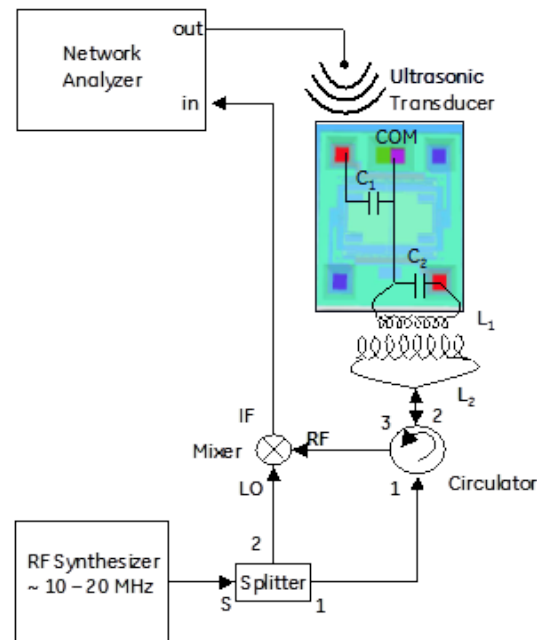 out
Network
Analyzer
in
Ultrasonic
Transducer
COM
C1
C2
L1
L2
IF
3
2
Mixer
RF
LO
1
Circulator
2
RF Synthesizer
~ 10 – 20 MHz
Splitter
S
1